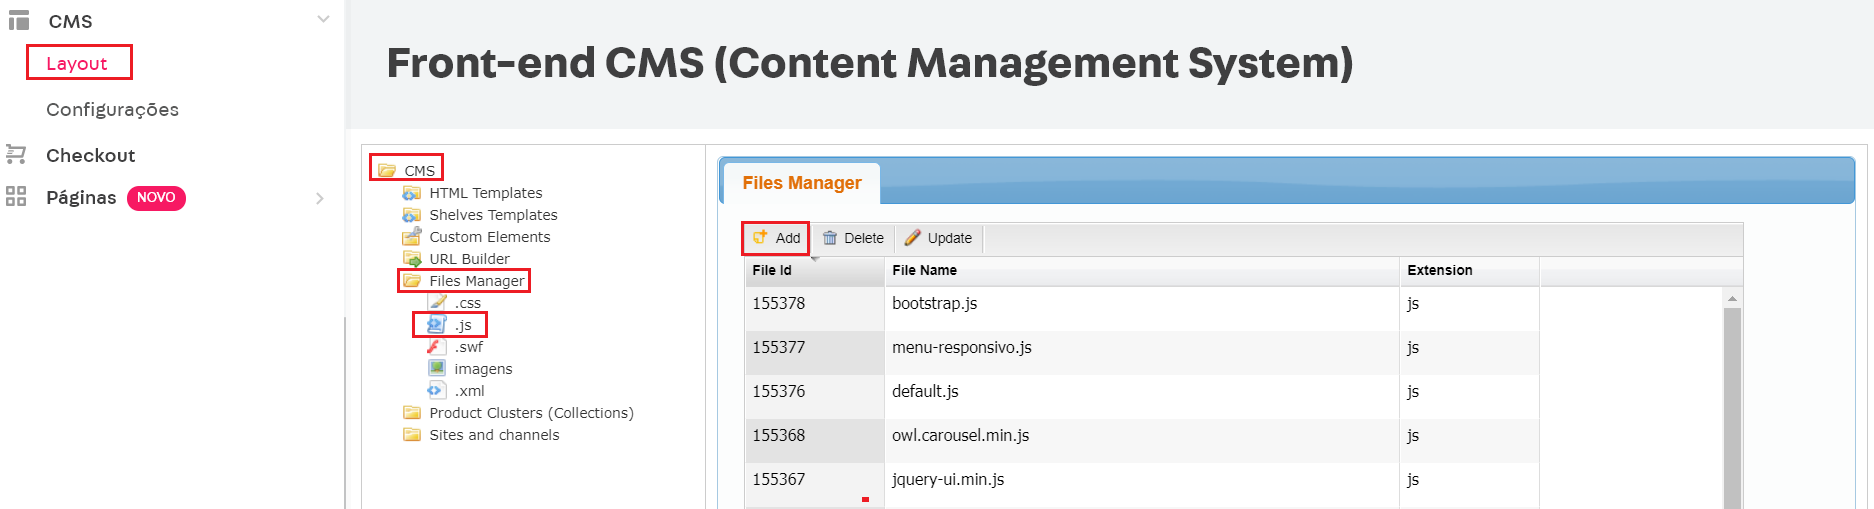 CMS
Layout
Configurações
Checkout
Páginas NOVO
Front-end CMS (Content Management System)
CMS
HTML Templates
Shelves Templates
Custom Elements
URL Builder
Files Manager
.css
.js
.swf
imagens
.xml
Product Clusters (Collections)
Sites and channels
Files Manager
Add Delete Update
File Id File Name Extension
155378 bootstrap.js js
155377 menu-responsivo.js js
155376 default.js js
155368 owl.carousel.min.js js
155367 jquery-ui.min.js js